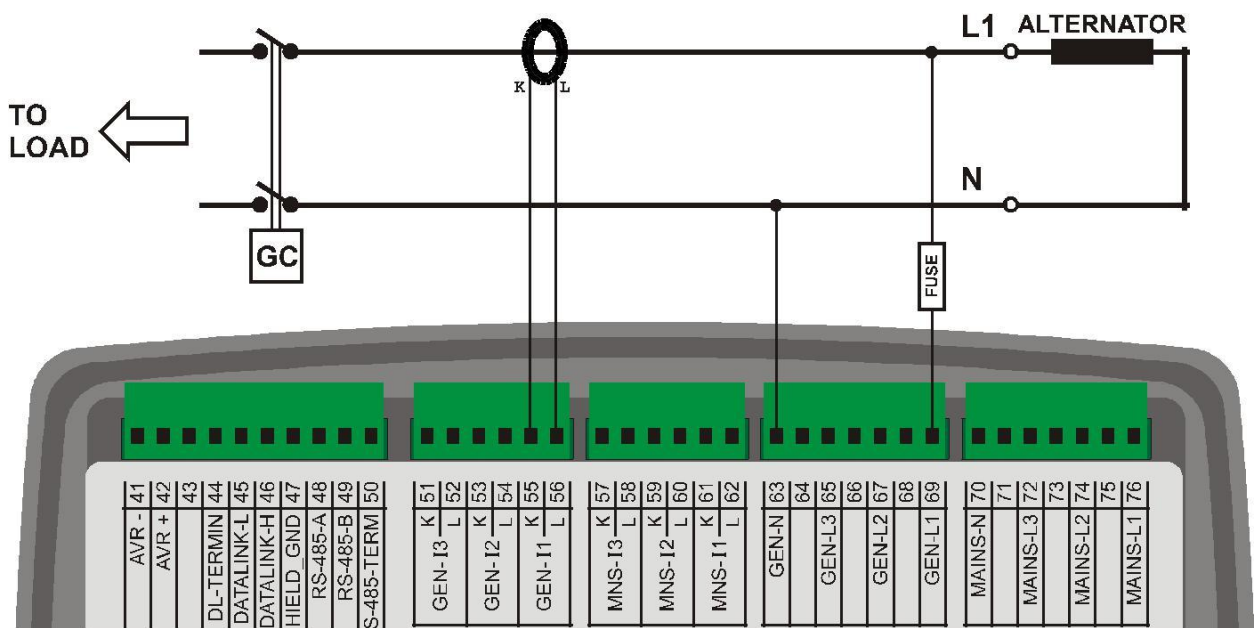 L1 ALTERNATOR
K L
TO
LOAD
N
GC
FUSE
AVR - 41
AVR + 42
43
DL-TERMIN 44
DATALINK-L 45
DATALINK-H 46
HIELD_GND 47
RS-485-A 48
RS-485-B 49
S-485-TERM 50
GEN-I3 K 51
L 52
GEN-I2 K 53
L 54
GEN-I1 K 55
L 56
MNS-I3 K 57
L 58
MNS-I2 K 59
L 60
MNS-I1 K 61
L 62
GEN-N 63
64
GEN-L3 65
66
GEN-L2 67
68
GEN-L1 69
MAINS-N 70
71
MAINS-L3 72
73
MAINS-L2 74
75
MAINS-L1 76